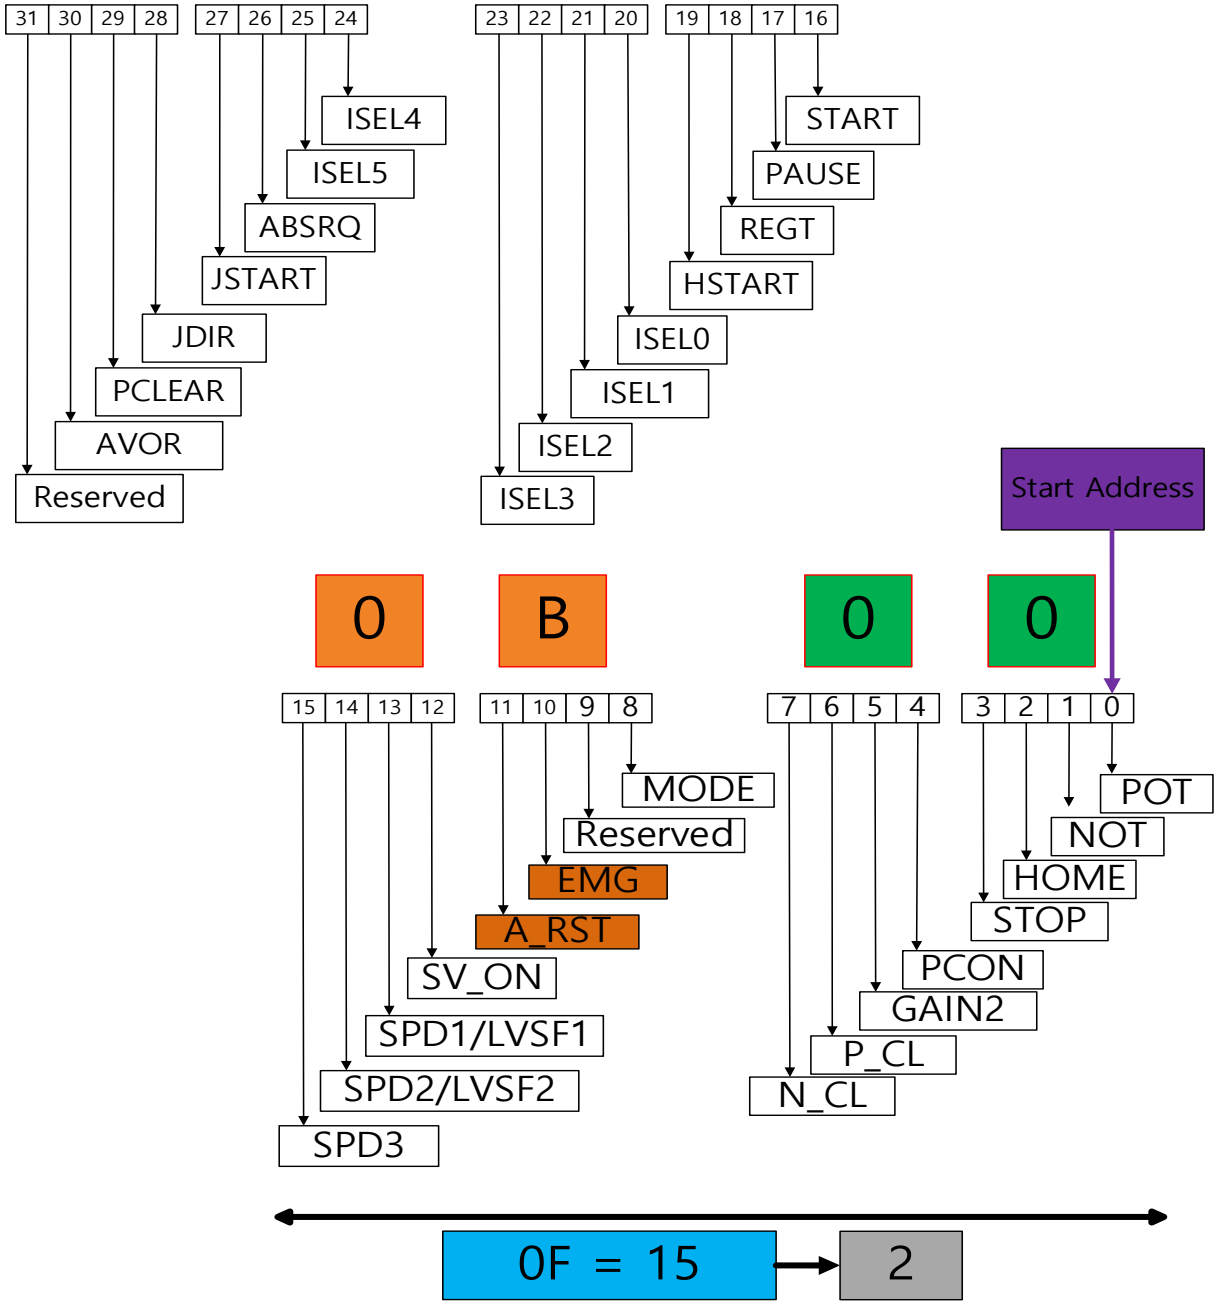 31 30 29 28 27 26 25 24 23 22 21 20 19 18 17 16
ISEL4
START
ISEL5
PAUSE
ABSRQ
REGT
JSTART
HSTART
JDIR
ISEL0
PCLEAR
ISEL1
AVOR
ISEL2
Reserved
ISEL3
Start Address
0 B 0 0
15 14 13 12 11 10 9 8 7 6 5 4 3 2 1 0
MODE
POT
Reserved
NOT
EMG
HOME
A_RST
STOP
SV_ON
PCON
GAIN2
SPD1/LVSF1
P_CL
SPD2/LVSF2
N_CL
SPD3
0F = 15
2